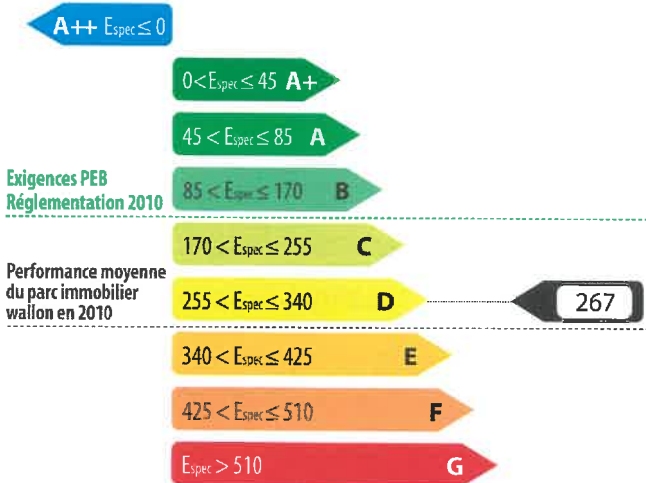 A++ Espec ≤ 0
0 < Espec ≤ 45 A+
45 < Espec ≤ 85 A
Exigences PEB
Réglementation 2010
85 < Espec ≤ 170 B
170 < Espec ≤ 255 C
Performance moyenne
du parc immobilier
wallon en 2010
255 < Espec ≤ 340 D
267
340 < Espec ≤ 425 E
425 < Espec ≤ 510 F
Espec > 510 G